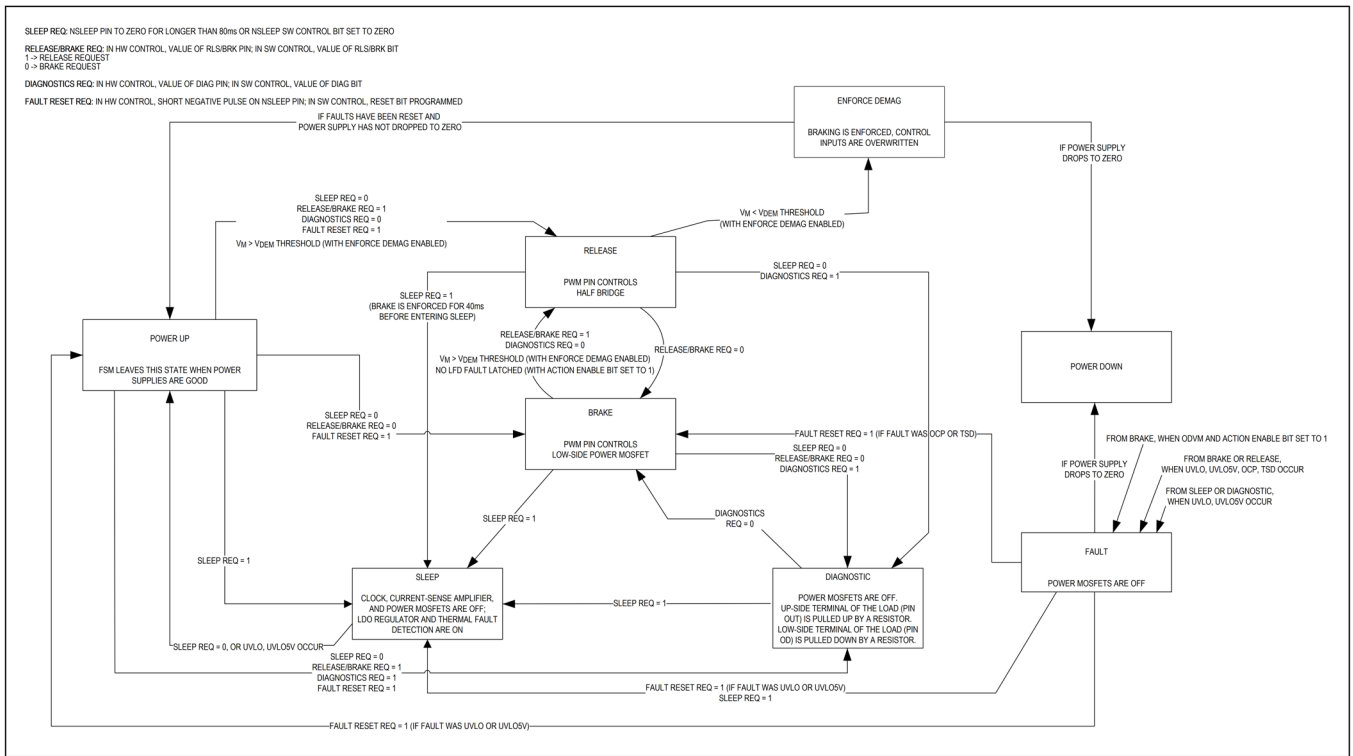 SLEEP REQ: NSLEEP PIN TO ZERO FOR LONGER THAN 80ms OR NSLEEP SW CONTROL BIT SET TO ZERO
RELEASE/BRAKE REQ: IN HW CONTROL, VALUE OF RLS/BRK PIN; IN SW CONTROL, VALUE OF RLS/BRK BIT
1 -> RELEASE REQUEST
0 -> BRAKE REQUEST
DIAGNOSTICS REQ: IN HW CONTROL, VALUE OF DIAG PIN; IN SW CONTROL, VALUE OF DIAG BIT
FAULT RESET REQ: IN HW CONTROL, SHORT NEGATIVE PULSE ON NSLEEP PIN; IN SW CONTROL, RESET BIT PROGRAMMED
IF FAULTS HAVE BEEN RESET AND
POWER SUPPLY HAS NOT DROPPED TO ZERO
ENFORCE DEMAG
BRAKING IS ENFORCED, CONTROL
INPUTS ARE OVERWRITTEN
IF POWER SUPPLY
DROPS TO ZERO
SLEEP REQ = 0
RELEASE/BRAKE REQ = 1
DIAGNOSTICS REQ = 0
FAULT RESET REQ = 1
VM > VDEM THRESHOLD (WITH ENFORCE DEMAG ENABLED)
VM < VDEM THRESHOLD
(WITH ENFORCE DEMAG ENABLED)
RELEASE
PWM PIN CONTROLS
HALF BRIDGE
SLEEP REQ = 0
DIAGNOSTICS REQ = 1
SLEEP REQ = 1
(BRAKE IS ENFORCED FOR 40ms
BEFORE ENTERING SLEEP)
POWER UP
FSM LEAVES THIS STATE WHEN POWER
SUPPLIES ARE GOOD
RELEASE/BRAKE REQ = 1
DIAGNOSTICS REQ = 0
VM > VDEM THRESHOLD (WITH ENFORCE DEMAG ENABLED)
NO LFD FAULT LATCHED (WITH ACTION ENABLE BIT SET TO 1)
RELEASE/BRAKE REQ = 0
POWER DOWN
SLEEP REQ = 0
RELEASE/BRAKE REQ = 0
FAULT RESET REQ = 1
BRAKE
PWM PIN CONTROLS
LOW-SIDE POWER MOSFET
FAULT RESET REQ = 1 (IF FAULT WAS OCP OR TSD)
SLEEP REQ = 0
RELEASE/BRAKE REQ = 0
DIAGNOSTICS REQ = 1
IF POWER SUPPLY
DROPS TO ZERO
FROM BRAKE, WHEN ODVM AND ACTION ENABLE BIT SET TO 1
FROM BRAKE OR RELEASE,
WHEN UVLO, UVLO5V, OCP, TSD OCCUR
FROM SLEEP OR DIAGNOSTIC,
WHEN UVLO, UVLO5V OCCUR
SLEEP REQ = 1
DIAGNOSTICS
REQ = 0
SLEEP REQ = 1
FAULT
POWER MOSFETS ARE OFF
SLEEP
CLOCK, CURRENT-SENSE AMPLIFIER,
AND POWER MOSFETS ARE OFF;
LDO REGULATOR AND THERMAL FAULT
DETECTION ARE ON
SLEEP REQ = 1
DIAGNOSTIC
POWER MOSFETS ARE OFF.
UP-SIDE TERMINAL OF THE LOAD (PIN
OUT) IS PULLED UP BY A RESISTOR.
LOW-SIDE TERMINAL OF THE LOAD (PIN
OD) IS PULLED DOWN BY A RESISTOR.
SLEEP REQ = 0, OR UVLO, UVLO5V OCCUR
SLEEP REQ = 0
RELEASE/BRAKE REQ = 1
DIAGNOSTICS REQ = 1
FAULT RESET REQ = 1
FAULT RESET REQ = 1 (IF FAULT WAS UVLO OR UVLO5V)
SLEEP REQ = 1
FAULT RESET REQ = 1 (IF FAULT WAS UVLO OR UVLO5V)